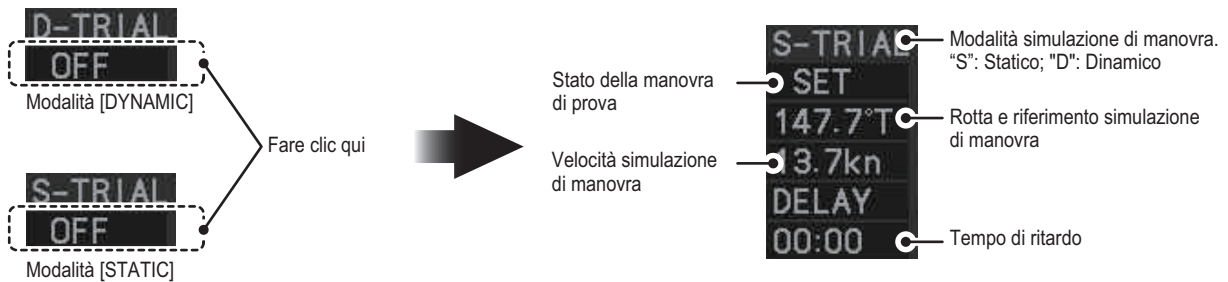 D-TRIAL
OFF
Modalità [DYNAMIC]
Fare clic qui
S-TRIAL
OFF
Modalità [STATIC]
Stato della manovra
di prova
Velocità simulazione
di manovra
S-TRIAL
SET
147.7°T
13.7kn
DELAY
00:00
Modalità simulazione di manovra.
“S”: Statico; "D": Dinamico
Rotta e riferimento simulazione
di manovra
Tempo di ritardo